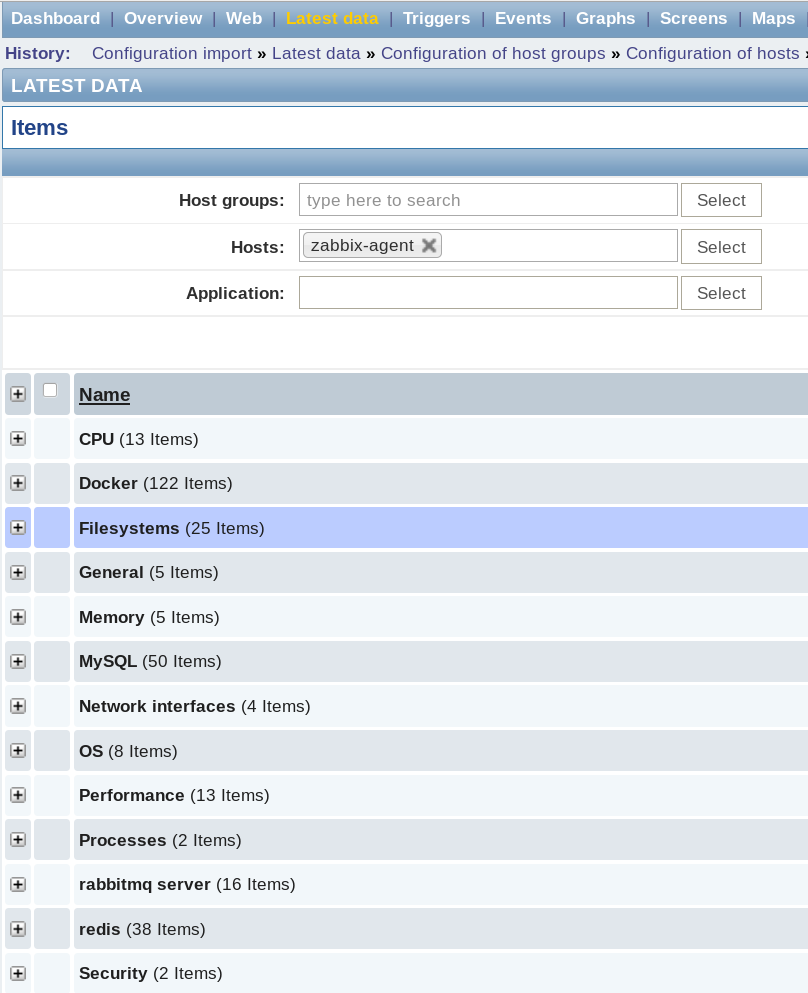 Dashboard | Overview | Web | Latest data | Triggers | Events | Graphs | Screens | Maps
History: Configuration import » Latest data » Configuration of host groups » Configuration of hosts »
LATEST DATA
Items
Host groups: type here to search Select
Hosts: zabbix-agent Select
Application: Select
Name
CPU (13 Items)
Docker (122 Items)
Filesystems (25 Items)
General (5 Items)
Memory (5 Items)
MySQL (50 Items)
Network interfaces (4 Items)
OS (8 Items)
Performance (13 Items)
Processes (2 Items)
rabbitmq server (16 Items)
redis (38 Items)
Security (2 Items)